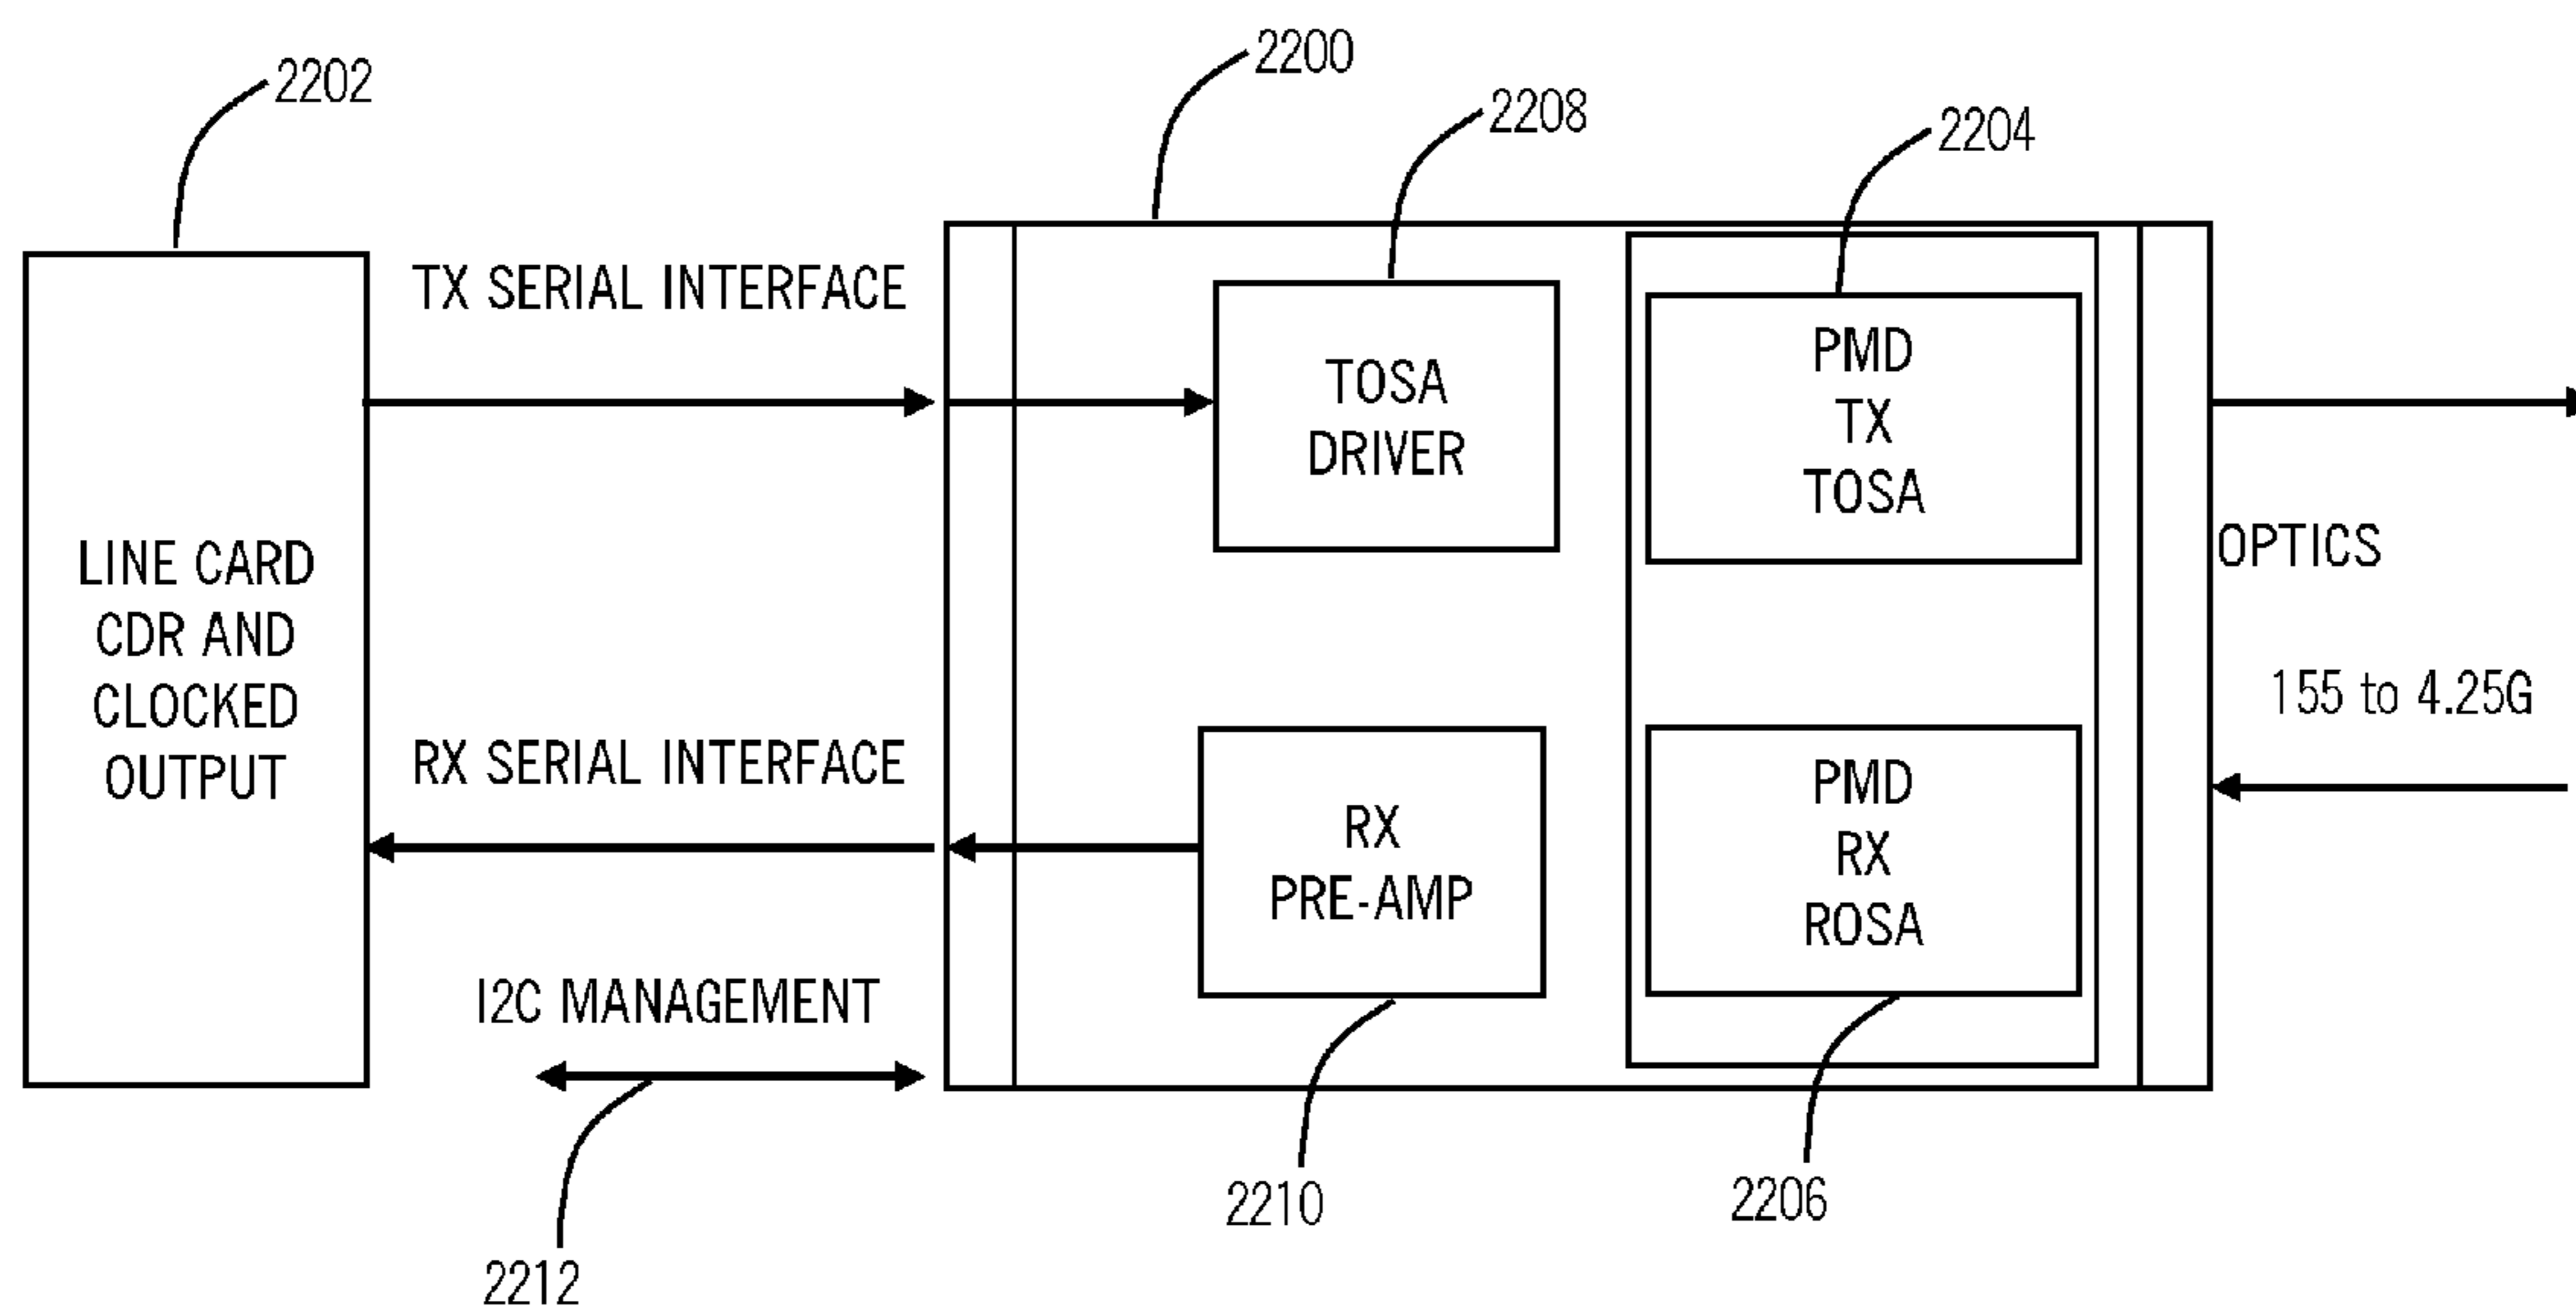 2200
2202
2208
2204
TX SERIAL INTERFACE
TOSA
DRIVER
PMD
TX
TOSA
OPTICS
LINE CARD
CDR AND
CLOCKED
OUTPUT
155 to 4.25G
RX SERIAL INTERFACE
RX
PRE-AMP
PMD
RX
ROSA
I2C MANAGEMENT
2210
2206
2212